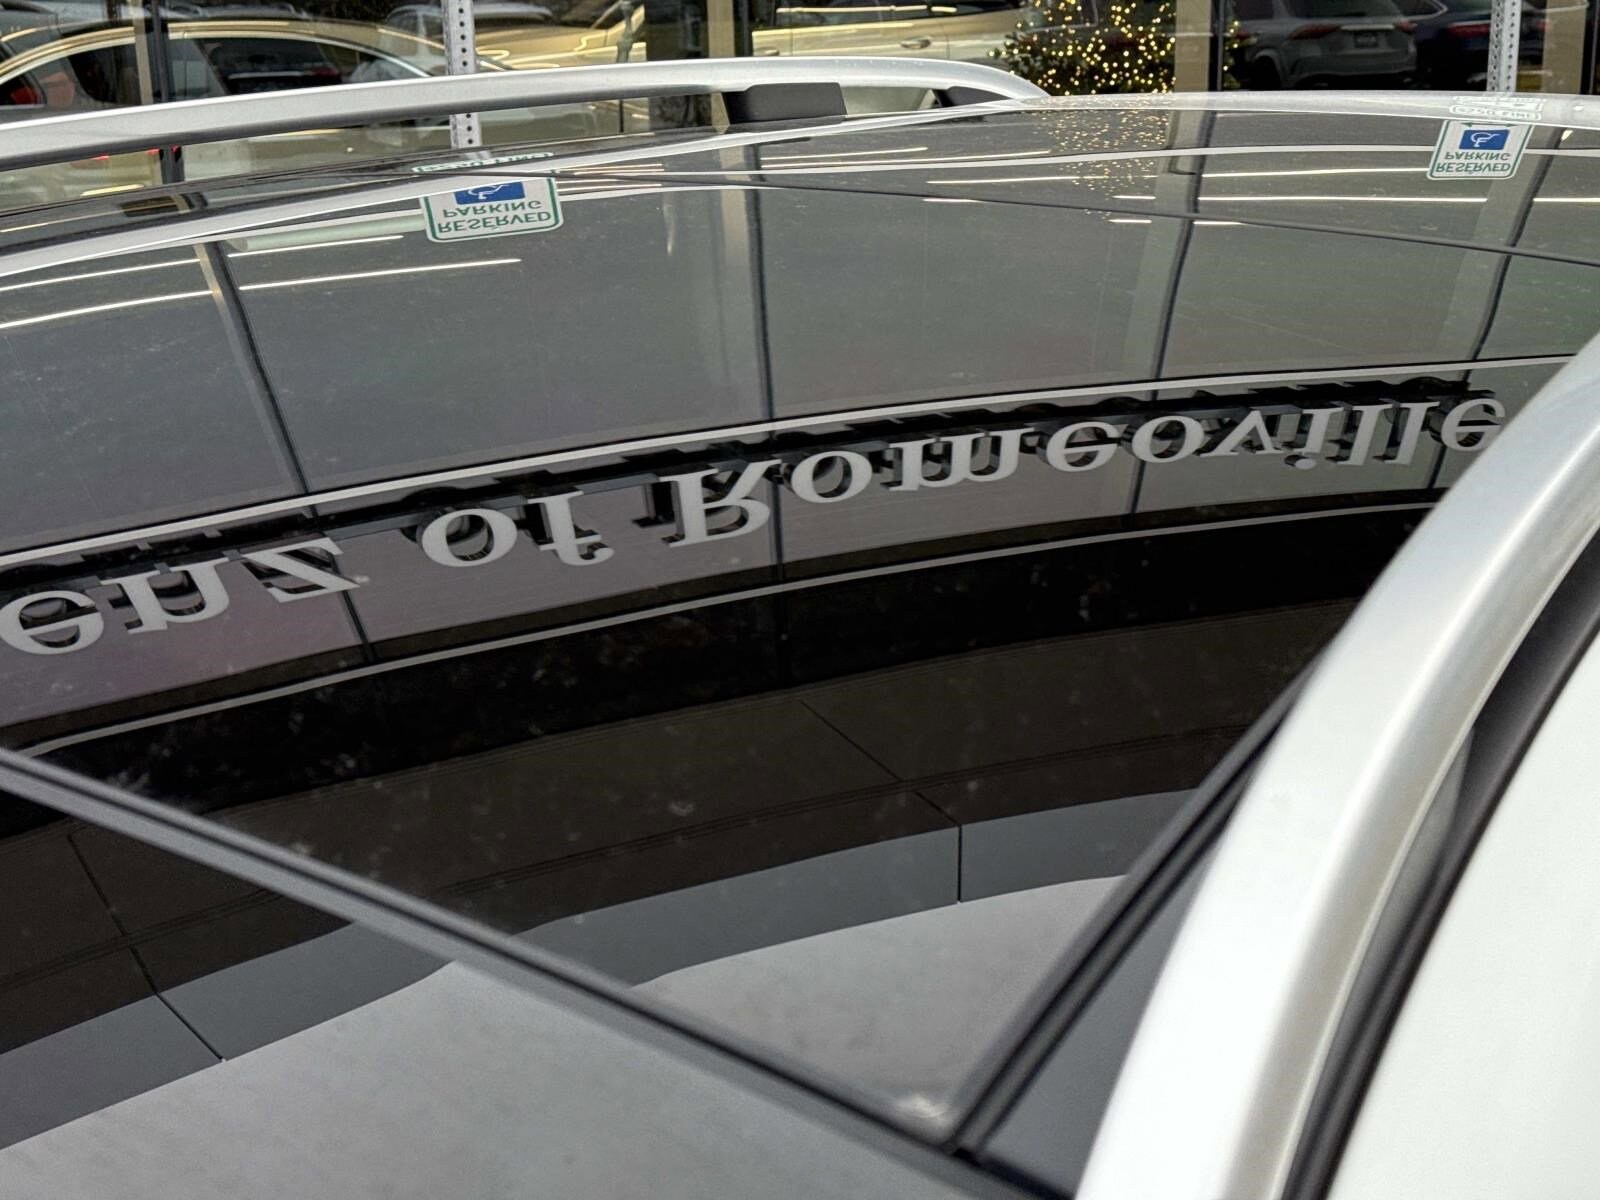 RESERVED
PARKING
RESERVED
PARKING
enz of Romeoville